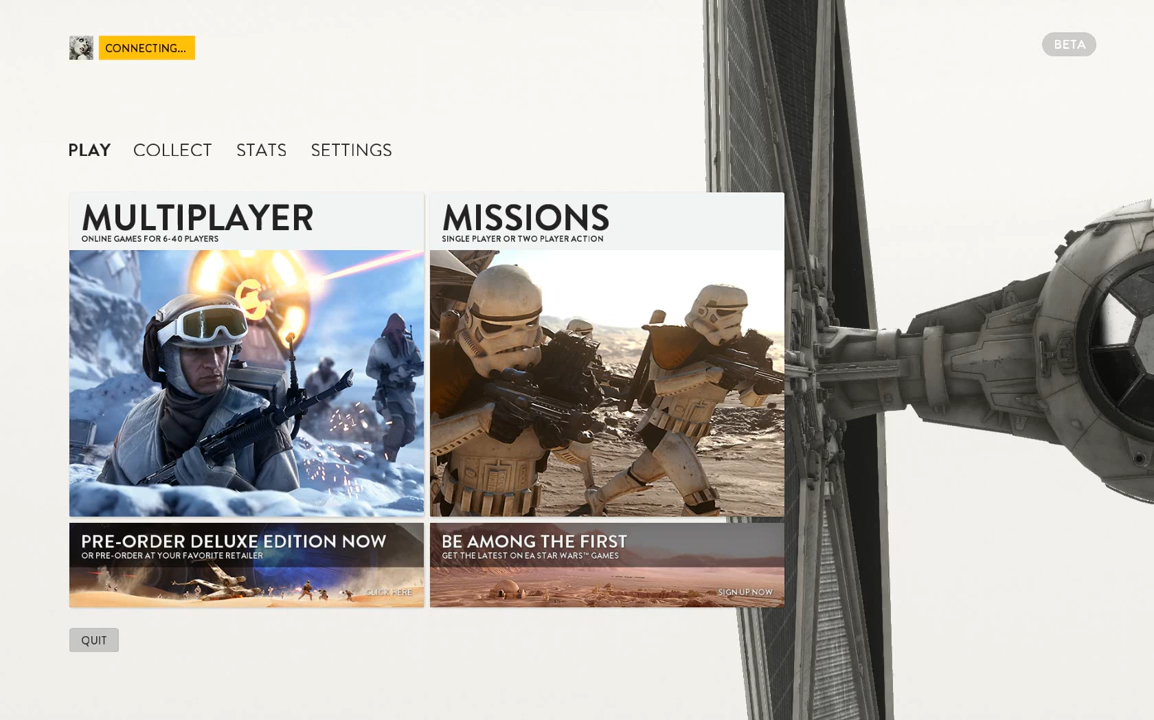 CONNECTING...
BETA
PLAY COLLECT STATS SETTINGS
MULTIPLAYER
ONLINE GAMES FOR 6-40 PLAYERS
MISSIONS
SINGLE PLAYER OR TWO PLAYER ACTION
PRE-ORDER DELUXE EDITION NOW
OR PRE-ORDER AT YOUR FAVORITE RETAILER
CLICK HERE
BE AMONG THE FIRST
GET THE LATEST ON EA STAR WARS™ GAMES
SIGN UP NOW
QUIT